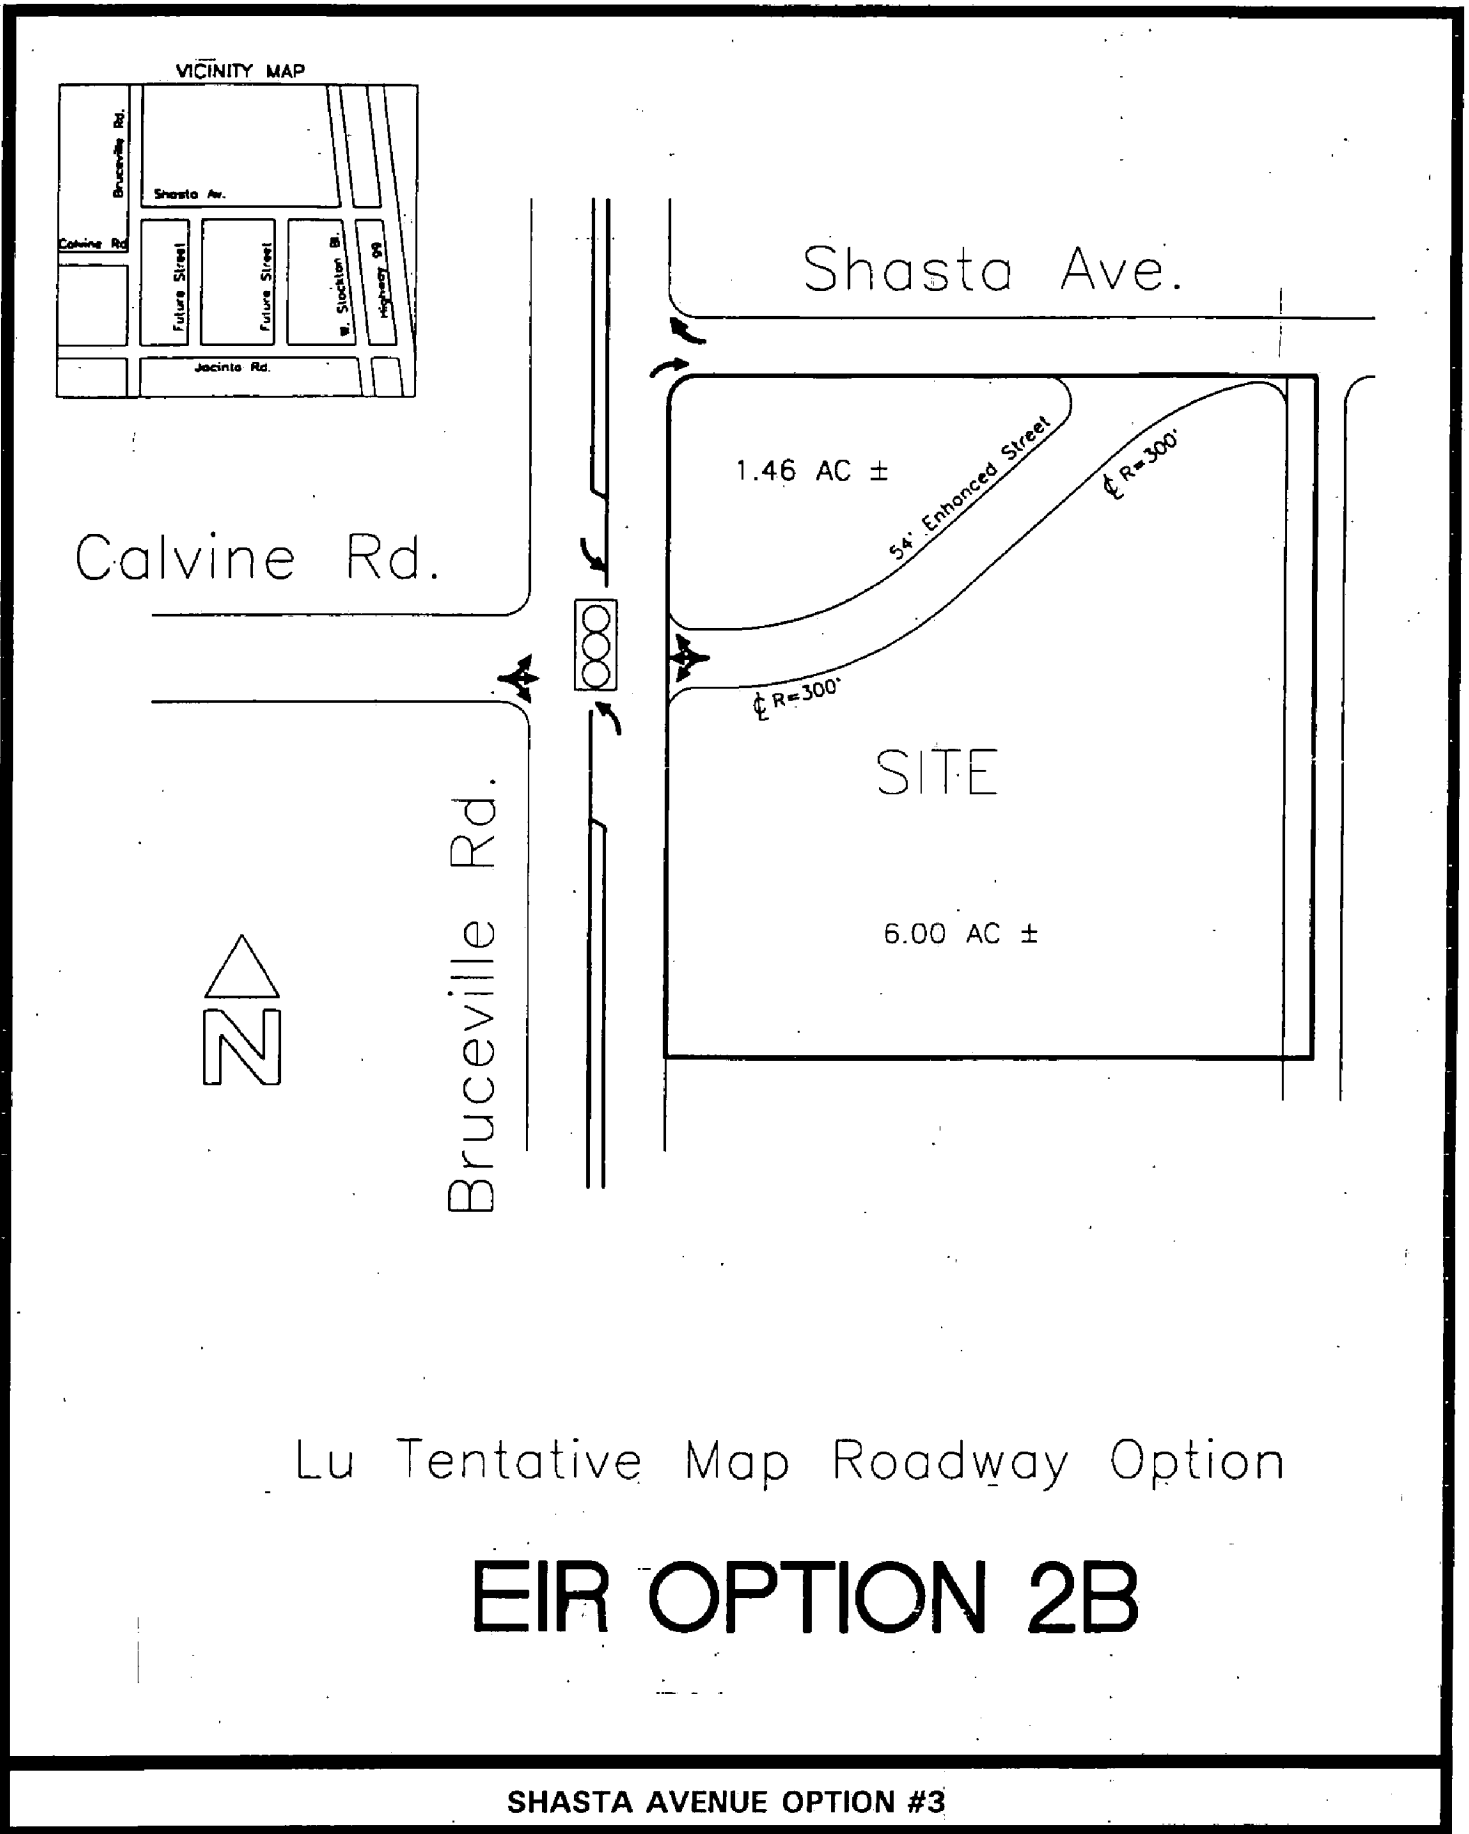 VICINITY MAP
Bruceville Rd.
Shasta Av.
Calvine Rd
Future Street
Future Street
W. Stockton Bl.
Highway 99
Jacinto Rd.
Shasta Ave.
1.46 AC ±
54' Enhanced Street
℄ R=300'
Calvine Rd.
℄ R=300'
SITE
Bruceville Rd.
6.00 AC ±
N
Lu Tentative Map Roadway Option
EIR OPTION 2B
SHASTA AVENUE OPTION #3